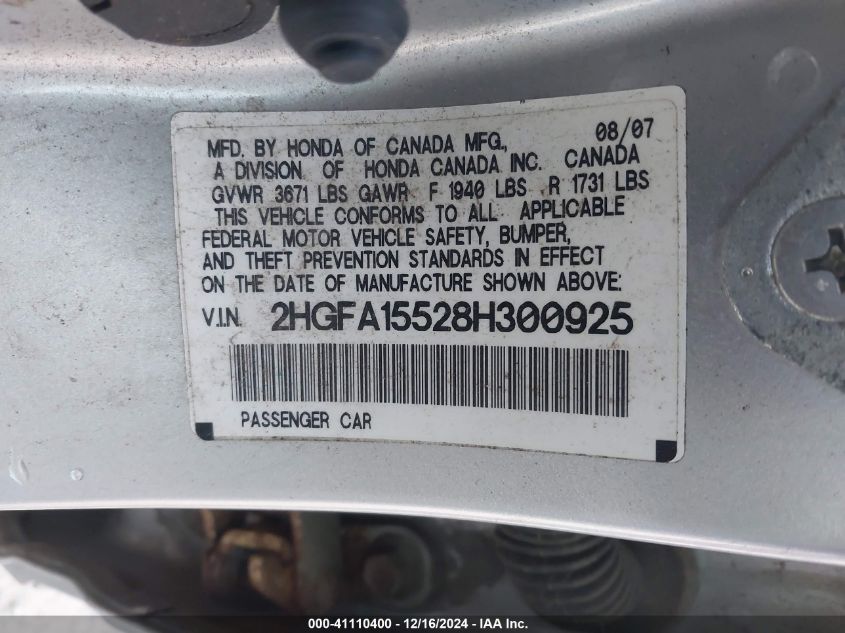 08/07
MFD. BY HONDA OF CANADA MFG.,
A DIVISION OF HONDA CANADA INC. CANADA
GVWR 3671 LBS GAWR F 1940 LBS R 1731 LBS
THIS VEHICLE CONFORMS TO ALL APPLICABLE
FEDERAL MOTOR VEHICLE SAFETY, BUMPER,
AND THEFT PREVENTION STANDARDS IN EFFECT
ON THE DATE OF MANUFACTURE SHOWN ABOVE:
V.I.N. 2HGFA15528H300925
PASSENGER CAR
000-41110400 - 12/16/2024 - IAA Inc.